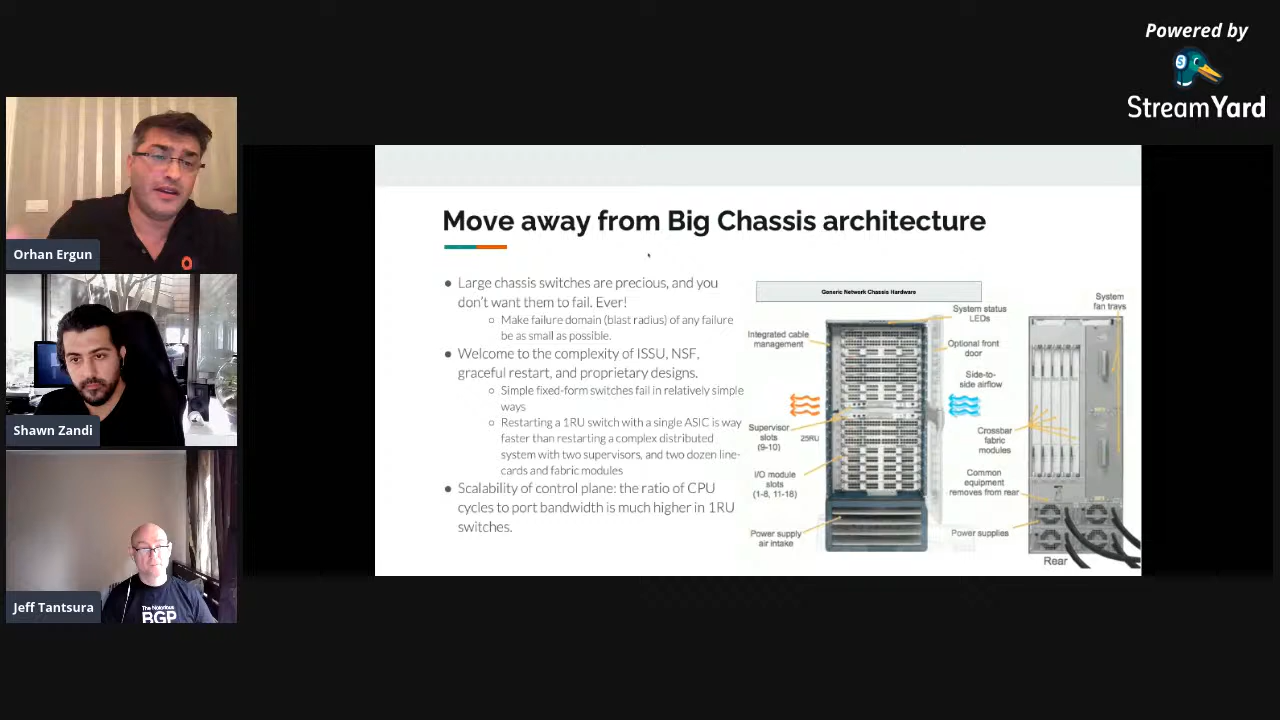 Powered by
StreamYard
Orhan Ergun
Shawn Zandi
The Notorious
BGP
Jeff Tantsura
Move away from Big Chassis architecture
● Large chassis switches are precious, and you
don't want them to fail. Ever!
○ Make failure domain (blast radius) of any failure
be as small as possible.
● Welcome to the complexity of ISSU, NSF,
graceful restart, and proprietary designs.
○ Simple fixed-form switches fail in relatively simple
ways
○ Restarting a 1RU switch with a single ASIC is way
faster than restarting a complex distributed
system with two supervisors, and two dozen line-
cards and fabric modules
● Scalability of control plane: the ratio of CPU
cycles to port bandwidth is much higher in 1RU
switches.
Generic Network Chassis Hardware
Integrated cable
management
System status
LEDs
Optional front
door
Side-to-
side airflow
Supervisor
slots
(9-10)
25RU
I/O module
slots
(1-8, 11-18)
Power supply
air intake
System
fan trays
Crossbar
fabric
modules
Common
equipment
removes from rear
Power supplies
Rear